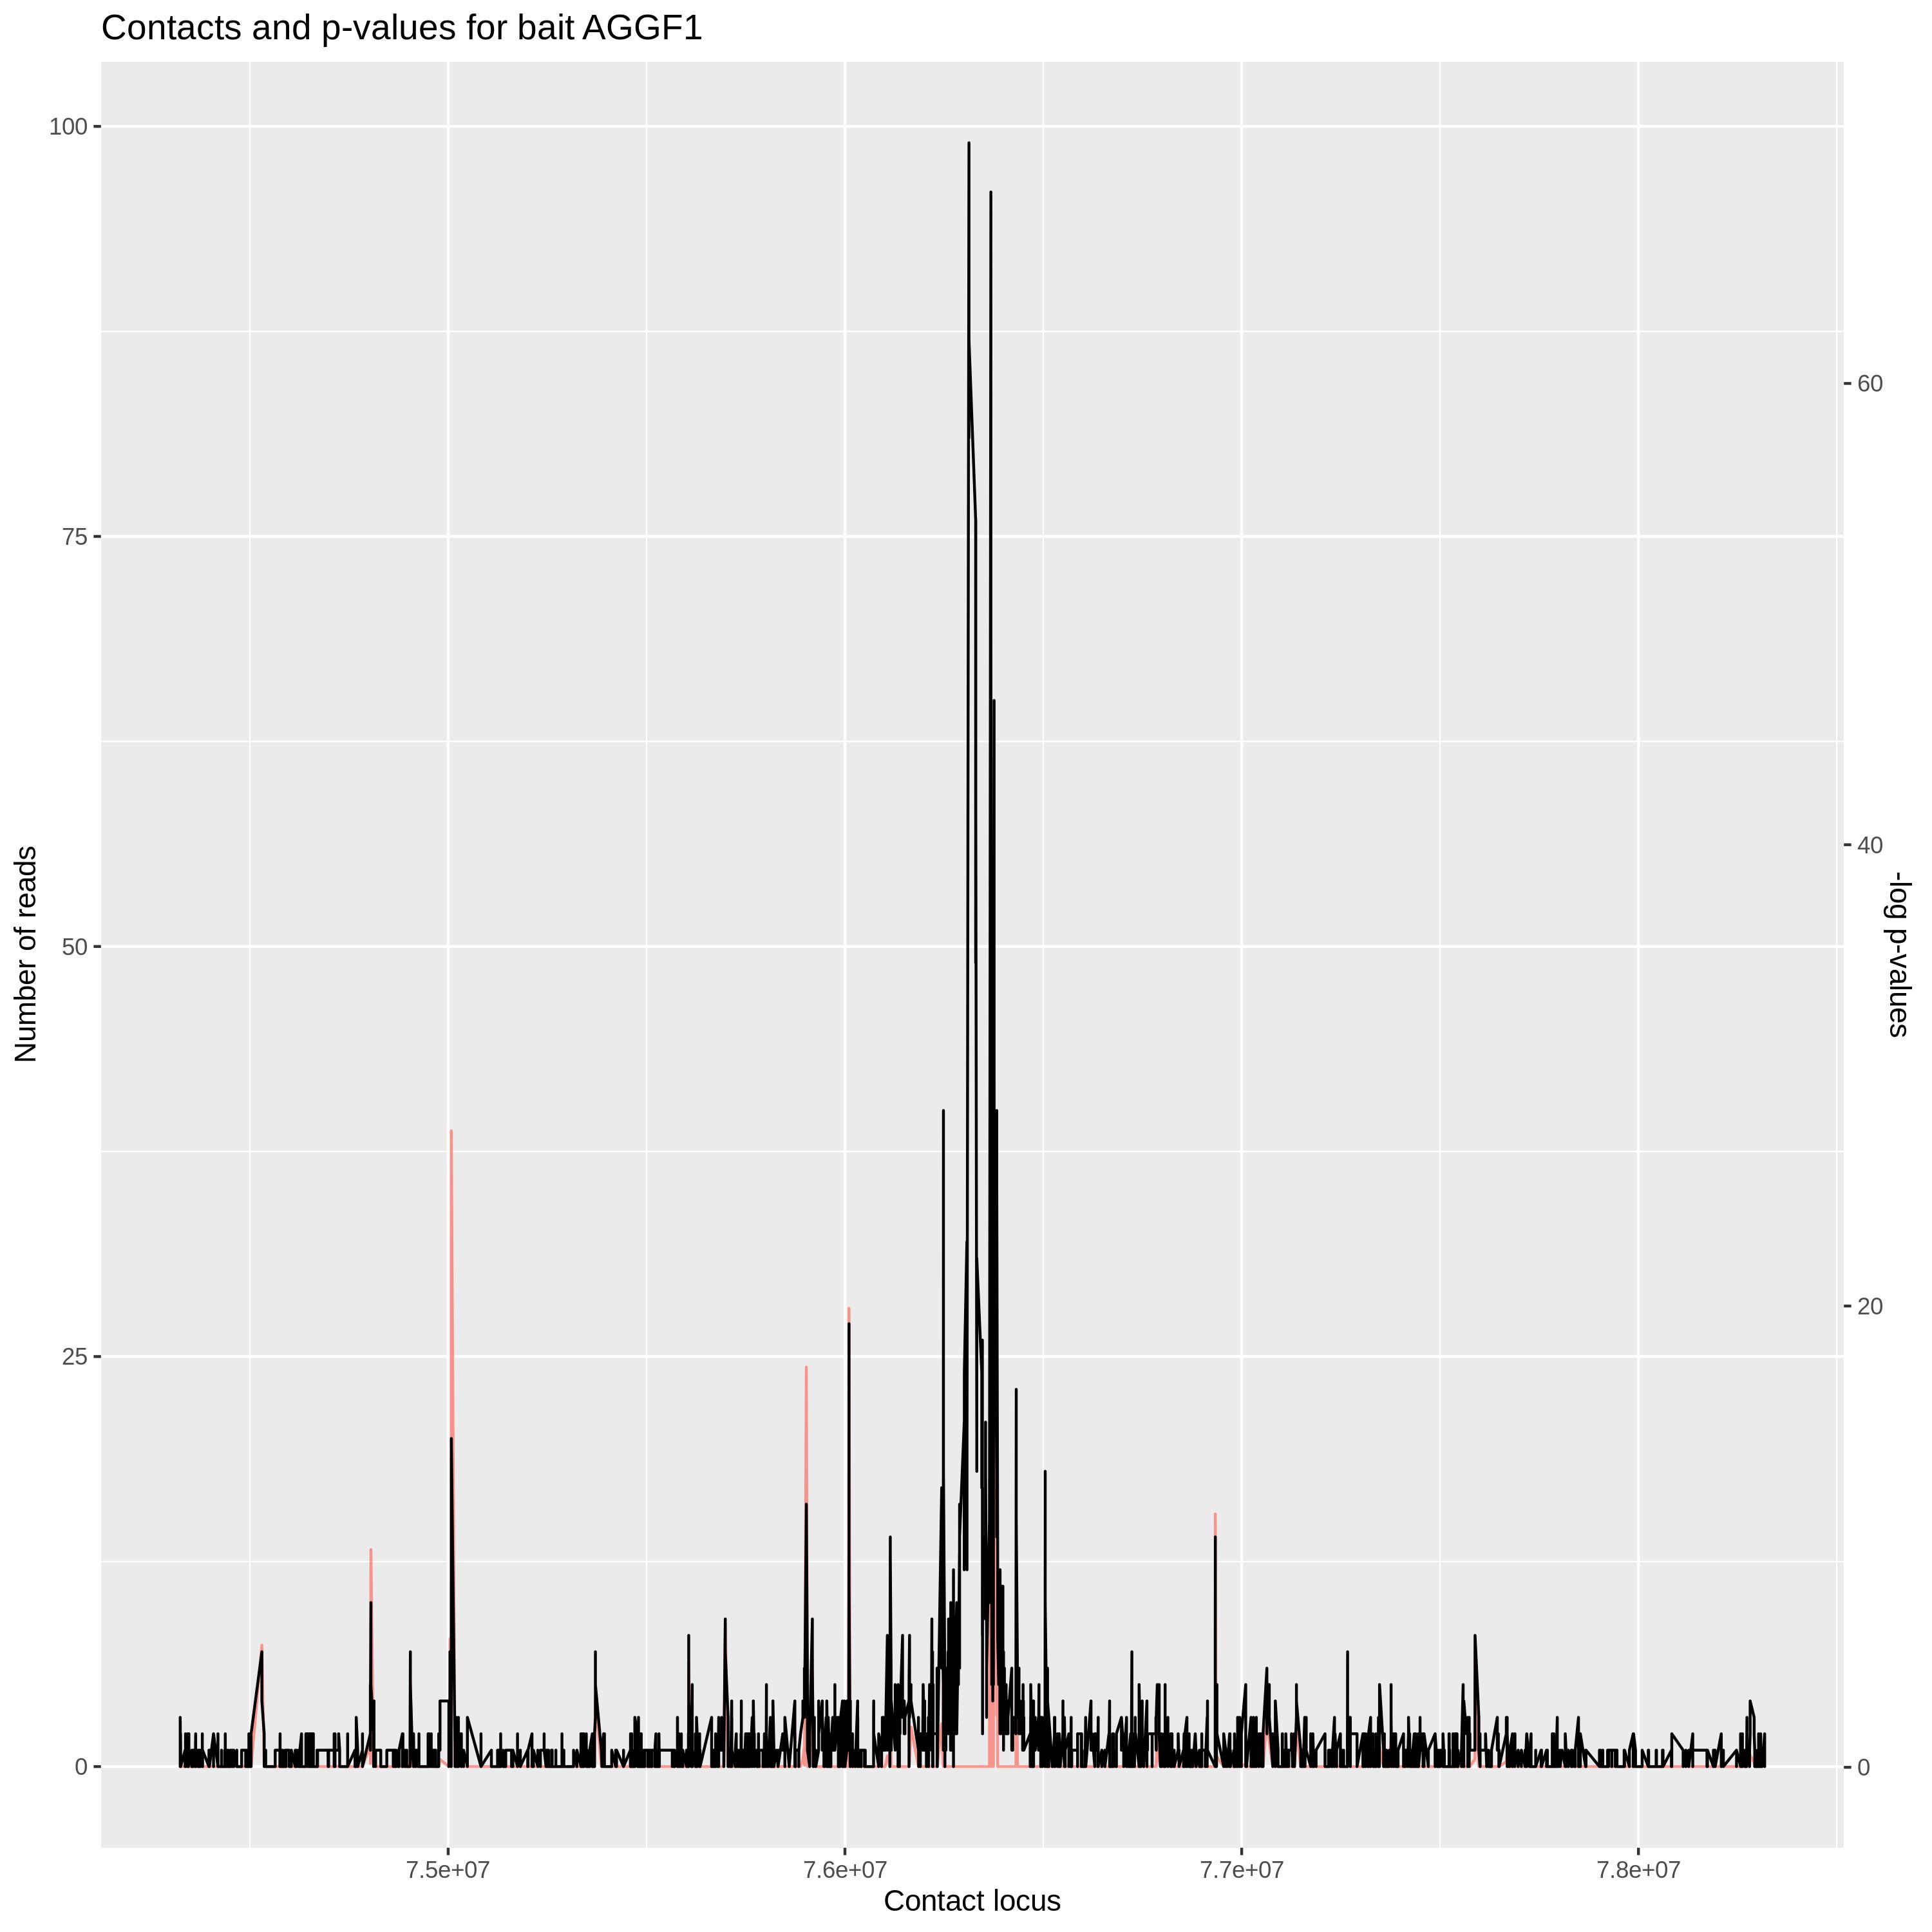 Contacts and p-values for bait AGGF1
100
75
50
25
0
Number of reads
60
40
20
0
-log p-values
7.5e+07
7.6e+07
7.7e+07
7.8e+07
Contact locus